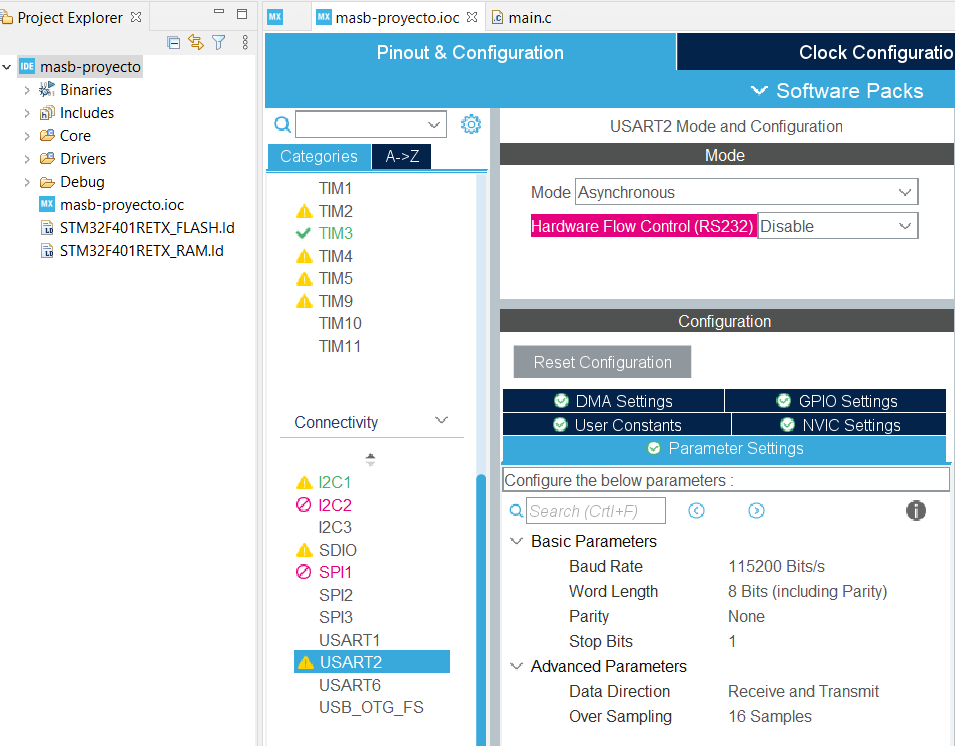 Project Explorer
IDE masb-proyecto
Binaries
Includes
Core
Drivers
Debug
MX masb-proyecto.ioc
STM32F401RETX_FLASH.ld
STM32F401RETX_RAM.ld
MX
MX masb-proyecto.ioc
main.c
Pinout & Configuration
Clock Configuratio
Software Packs
Categories
A->Z
TIM1
TIM2
TIM3
TIM4
TIM5
TIM9
TIM10
TIM11
Connectivity
I2C1
I2C2
I2C3
SDIO
SPI1
SPI2
SPI3
USART1
USART2
USART6
USB_OTG_FS
USART2 Mode and Configuration
Mode
Mode Asynchronous
Hardware Flow Control (RS232) Disable
Configuration
Reset Configuration
DMA Settings
GPIO Settings
User Constants
NVIC Settings
Parameter Settings
Configure the below parameters :
Search (CrtI+F)
Basic Parameters
Baud Rate 115200 Bits/s
Word Length 8 Bits (including Parity)
Parity None
Stop Bits 1
Advanced Parameters
Data Direction Receive and Transmit
Over Sampling 16 Samples